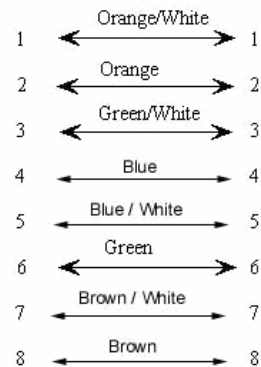 Orange/White
1 1
Orange
2 2
Green/White
3 3
Blue
4 4
Blue / White
5 5
Green
6 6
Brown / White
7 7
Brown
8 8